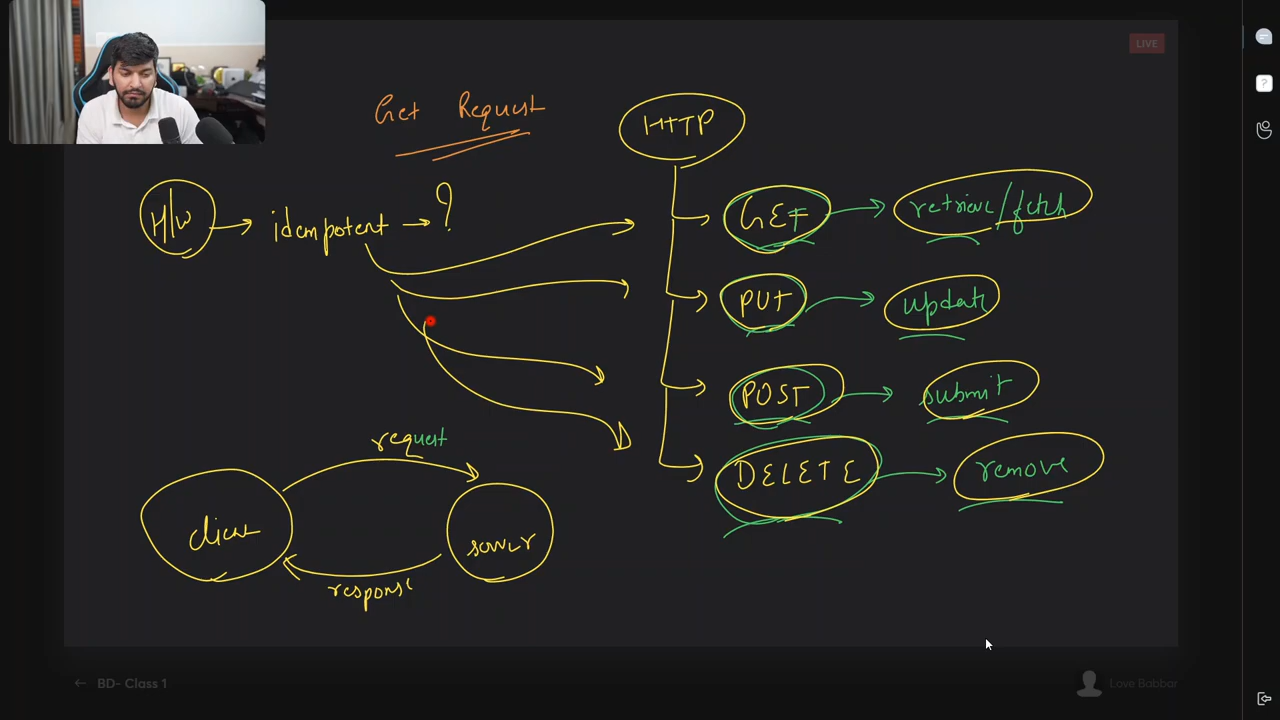 LIVE
Get Request
HTTP
H/W → idempotent → ?
GET → retrieve/fetch
PUT → update
POST → submit
DELETE → remove
request
client
server
respons
← BD- Class 1
Love Babbar